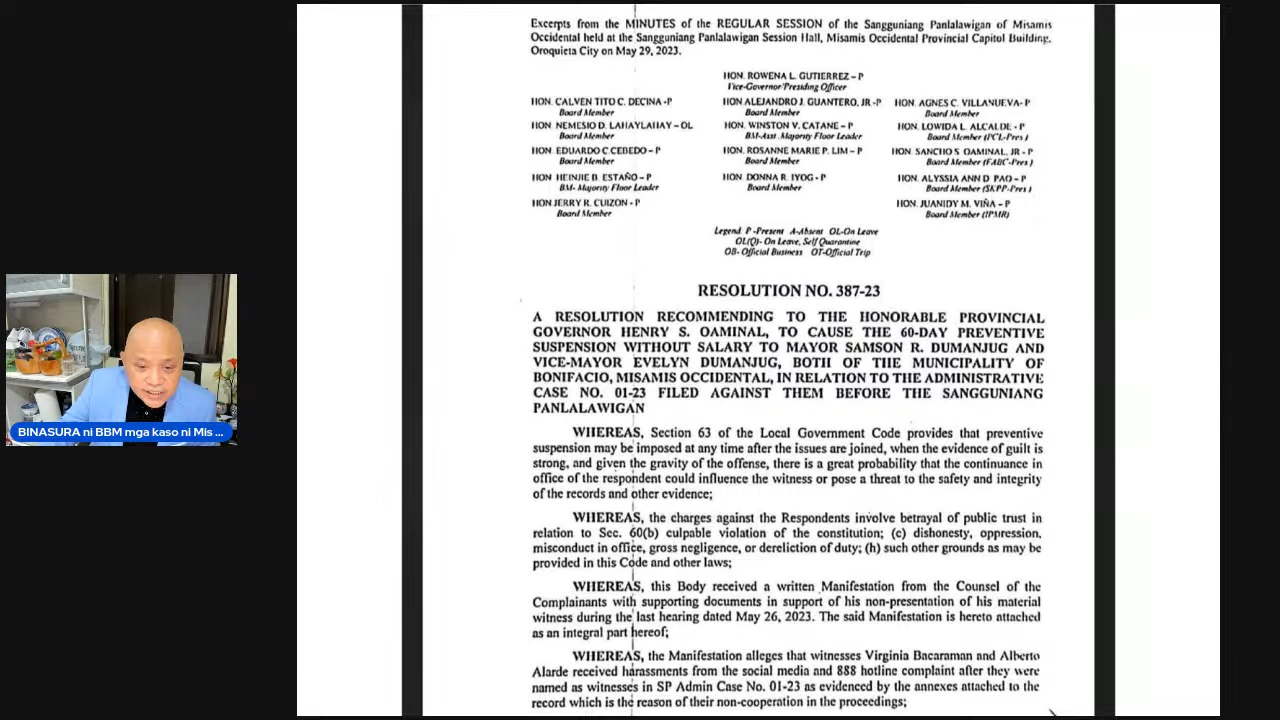 Excerpts from the MINUTES of the REGULAR SESSION of the Sangguniang Panlalawigan of Misamis
Occidental held at the Sangguniang Panlalawigan Session Hall, Misamis Occidental Provincial Capitol Building,
Oroquieta City on May 29, 2023.
HON. ROWENA L. GUTIERREZ – P
Vice-Governor/Presiding Officer
HON. CALVEN TITO C. DECINA -P
Board Member
HON ALEJANDRO J. GUANTERO, JR -P
Board Member
HON. AGNES C. VILLANUEVA- P
Board Member
HON NEMESIO D. LAHAYLAHAY – OL
Board Member
HON. WINSTON V. CATANE – P
BM-Asst. Majority Floor Leader
HON. LOWIDA L. ALCALDE - P
Board Member (PCL-Pres )
HON. EDUARDO C CEBEDO – P
Board Member
HON. ROSANNE MARIE P. LIM – P
Board Member
HON. SANCHO S OAMINAL, JR - P
Board Member (FABC-Pres )
HON HEINJIE B. ESTAÑO – P
BM- Majority Floor Leader
HON. DONNA R. IYOG - P
Board Member
HON. ALYSSIA ANN D PAO – P
Board Member (SKPP-Pres )
HON JERRY R. CUIZON - P
Board Member
HON. JUANIDY M. VIÑA – P
Board Member (IPMR)
Legend P -Present A-Absent OL-On Leave
OL(Q)- On Leave, Self Quarantine
OB- Official Business OT-Official Trip
RESOLUTION NO. 387-23
A RESOLUTION RECOMMENDING TO THE HONORABLE PROVINCIAL
GOVERNOR HENRY S. OAMINAL, TO CAUSE THE 60-DAY PREVENTIVE
SUSPENSION WITHOUT SALARY TO MAYOR SAMSON R. DUMANJUG AND
VICE-MAYOR EVELYN DUMANJUG, BOTH OF THE MUNICIPALITY OF
BONIFACIO, MISAMIS OCCIDENTAL, IN RELATION TO THE ADMINISTRATIVE
CASE NO. 01-23 FILED AGAINST THEM BEFORE THE SANGGUNIANG
PANLALAWIGAN
WHEREAS, Section 63 of the Local Government Code provides that preventive
suspension may be imposed at any time after the issues are joined, when the evidence of guilt is
strong, and given the gravity of the offense, there is a great probability that the continuance in
office of the respondent could influence the witness or pose a threat to the safety and integrity
of the records and other evidence;
WHEREAS, the charges against the Respondents involve betrayal of public trust in
relation to Sec. 60(b) culpable violation of the constitution; (c) dishonesty, oppression,
misconduct in office, gross negligence, or dereliction of duty; (h) such other grounds as may be
provided in this Code and other laws;
WHEREAS, this Body received a written Manifestation from the Counsel of the
Complainants with supporting documents in support of his non-presentation of his material
witness during the last hearing dated May 26, 2023. The said Manifestation is hereto attached
as an integral part hereof;
WHEREAS, the Manifestation alleges that witnesses Virginia Bacaraman and Alberto
Alarde received harassments from the social media and 888 hotline complaint after they were
named as witnesses in SP Admin Case No. 01-23 as evidenced by the annexes attached to the
record which is the reason of their non-cooperation in the proceedings;
BINASURA ni BBM mga kaso ni Mis ...